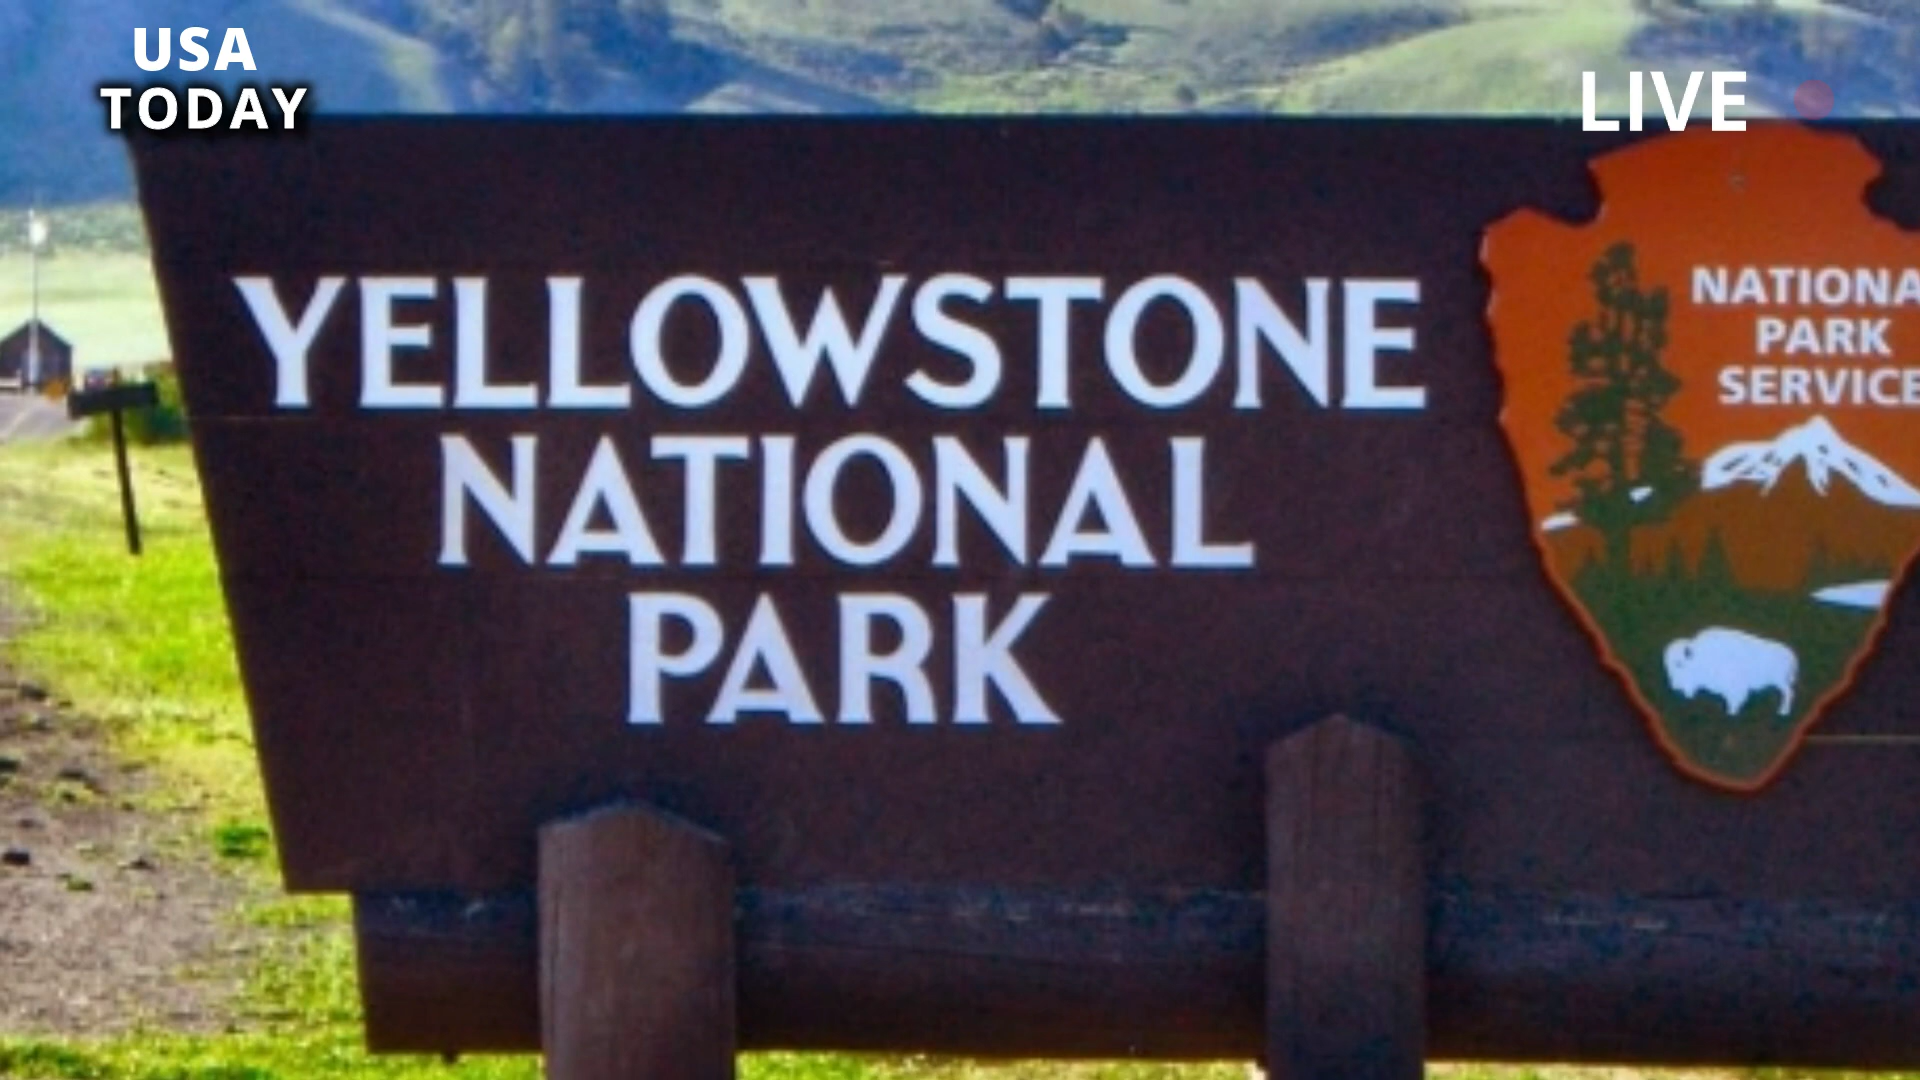 USA
TODAY
LIVE
YELLOWSTONE
NATIONAL
PARK
NATIONA
PARK
SERVICE